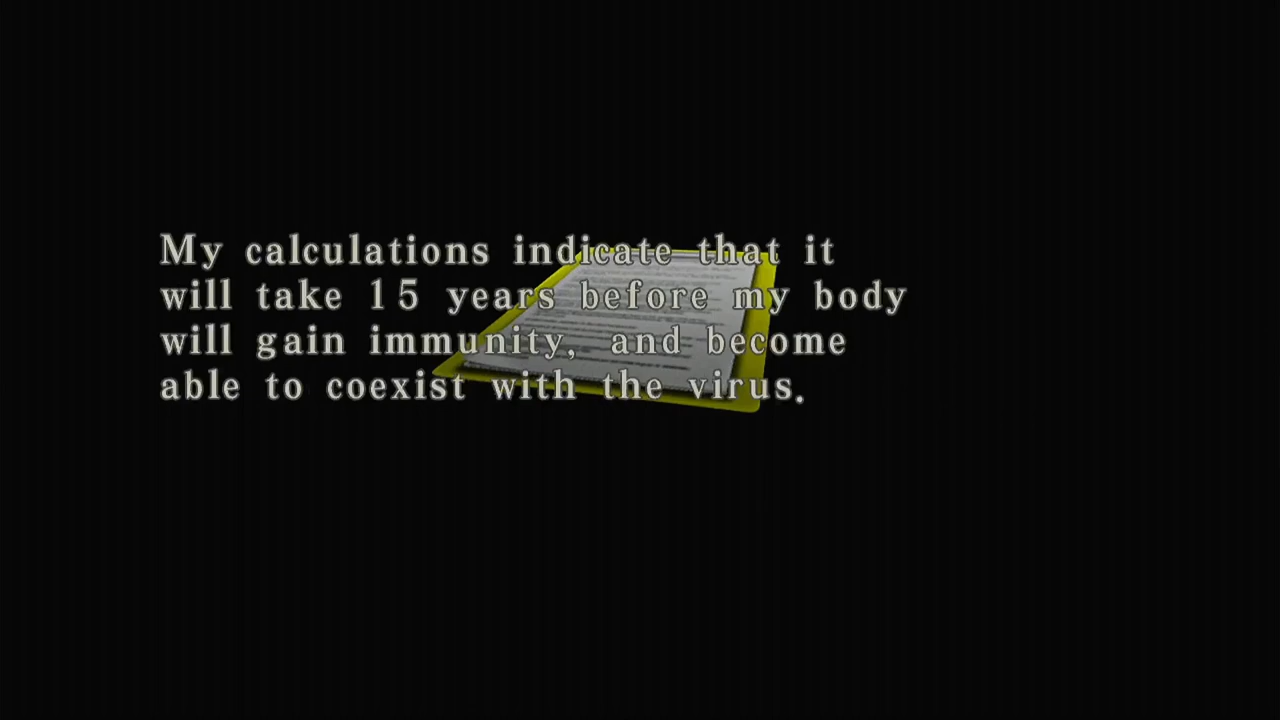 My calculations indicate that it
will take 15 years before my body
will gain immunity, and become
able to coexist with the virus.